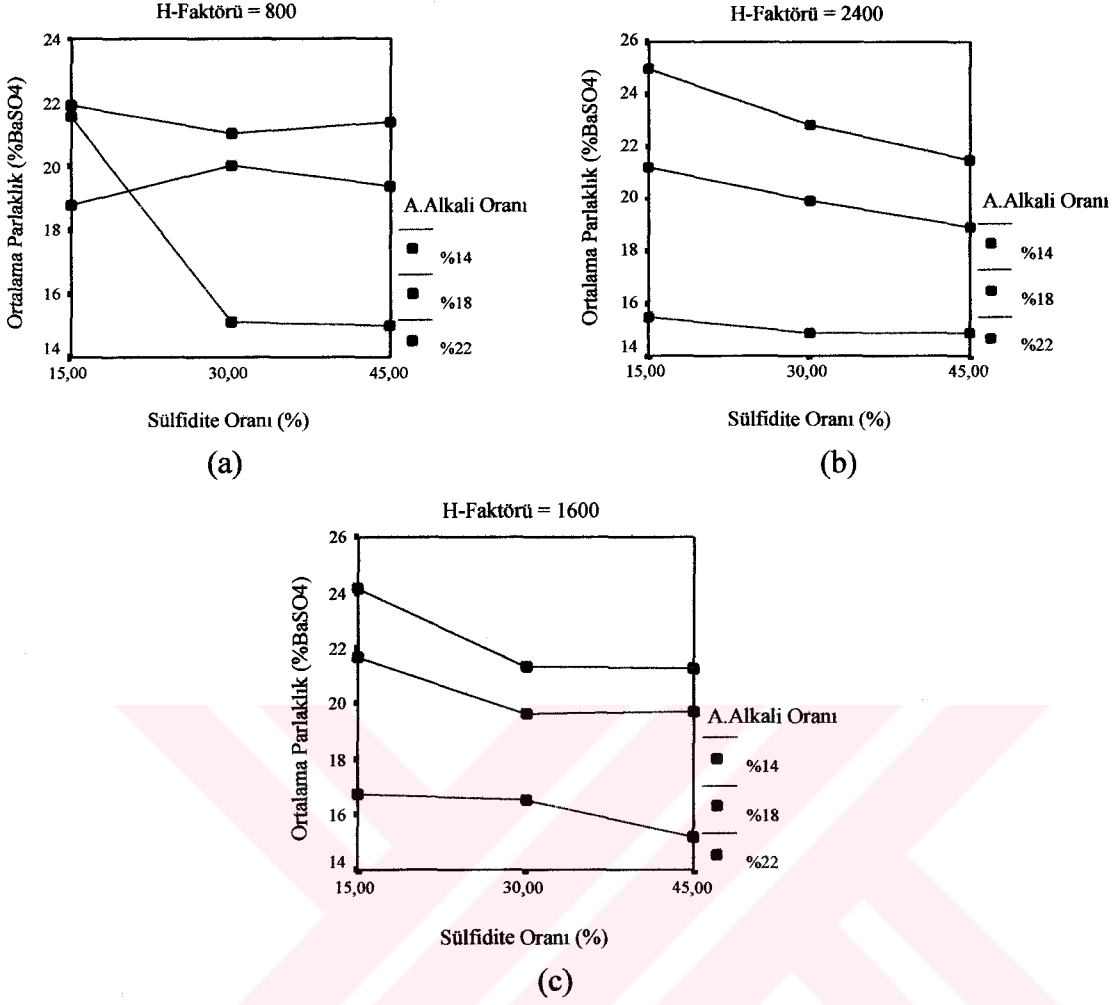 H-Faktörü = 800
Ortalama Parlaklık (%BaSO4)
24
22
20
18
16
14
15,00
30,00
45,00
Sülfidite Oranı (%)
A.Alkali Oranı
%14
%18
%22
(a)
H-Faktörü = 2400
Ortalama Parlaklık (%BaSO4)
26
24
22
20
18
16
14
15,00
30,00
45,00
Sülfidite Oranı (%)
A.Alkali Oranı
%14
%18
%22
(b)
H-Faktörü = 1600
Ortalama Parlaklık (%BaSO4)
26
24
22
20
18
16
14
15,00
30,00
45,00
Sülfidite Oranı (%)
A.Alkali Oranı
%14
%18
%22
(c)